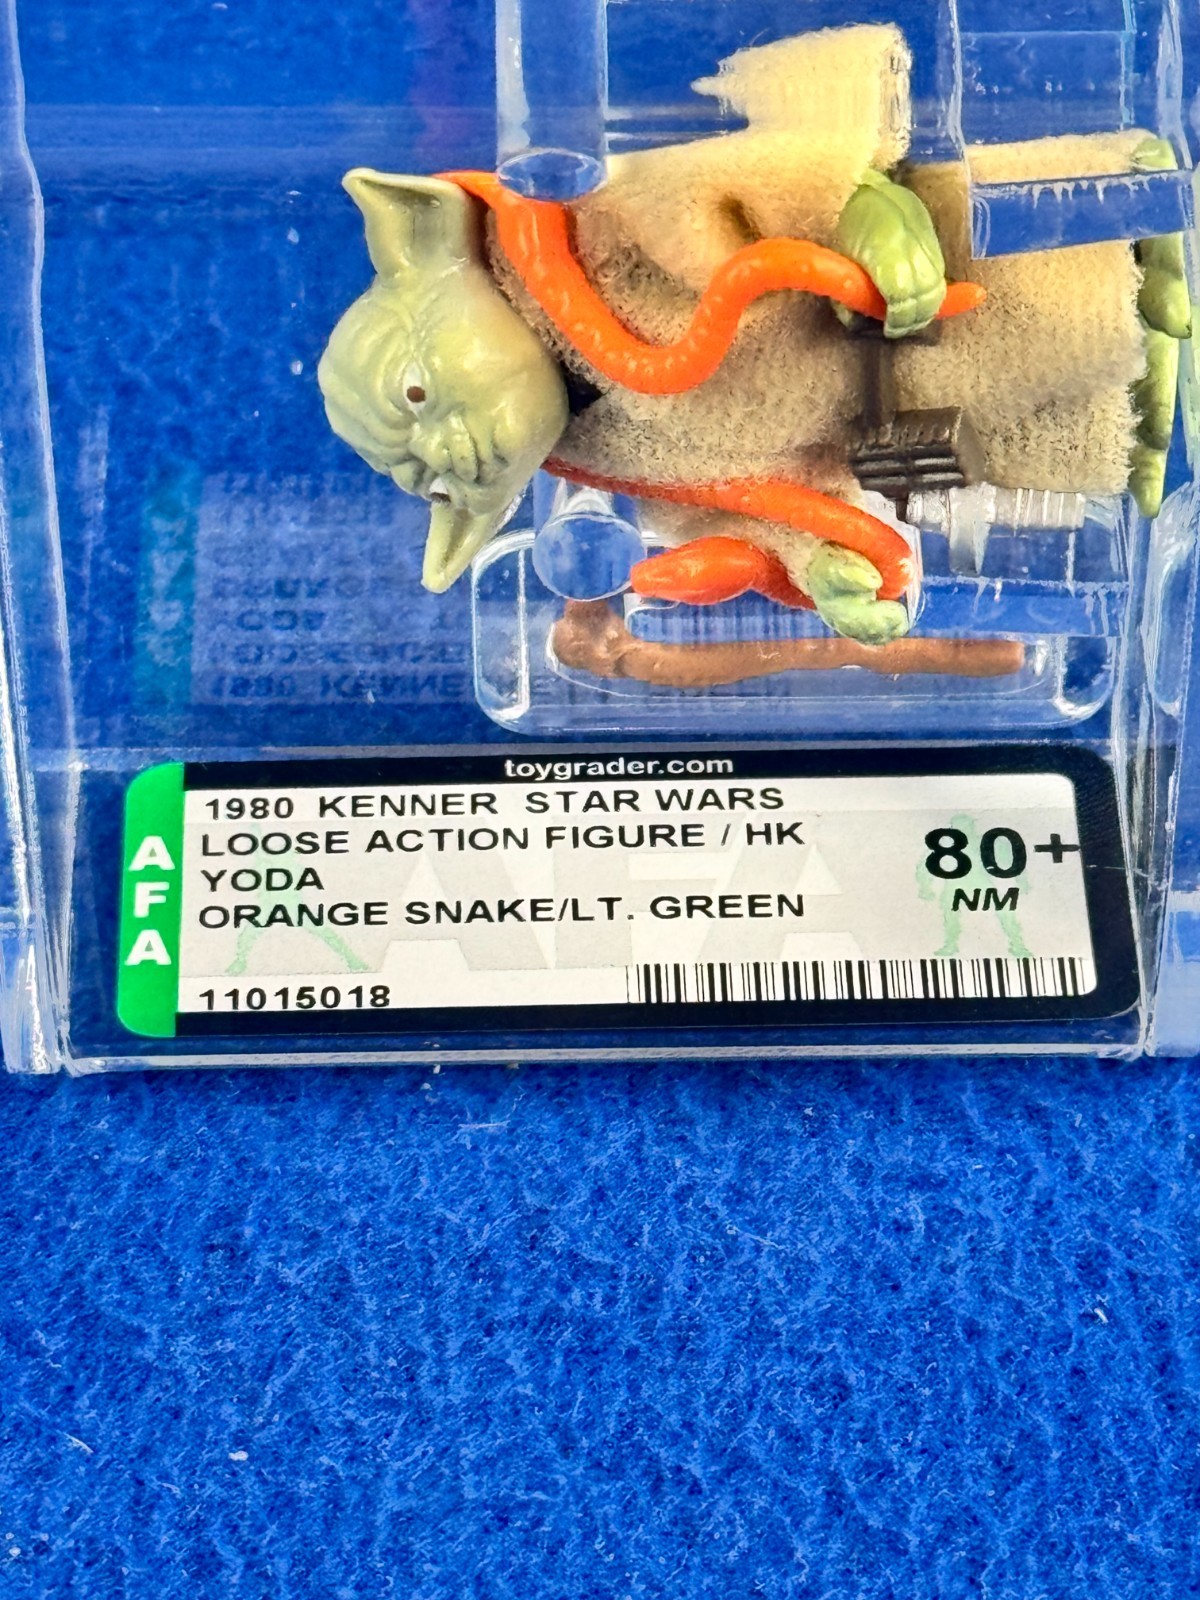 toygrader.com
AFA
1980 KENNER STAR WARS
LOOSE ACTION FIGURE / HK
YODA
ORANGE SNAKE/LT. GREEN
80+
NM
11015018